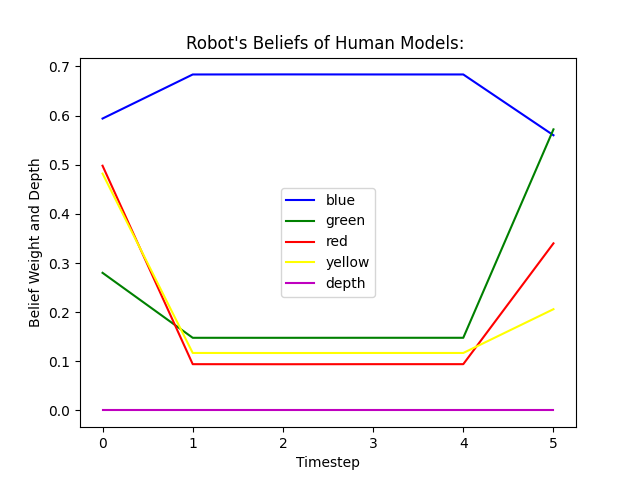 Robot's Beliefs of Human Models:
Belief Weight and Depth
0.7
0.6
0.5
0.4
0.3
0.2
0.1
0.0
blue
green
red
yellow
depth
0 1 2 3 4 5
Timestep